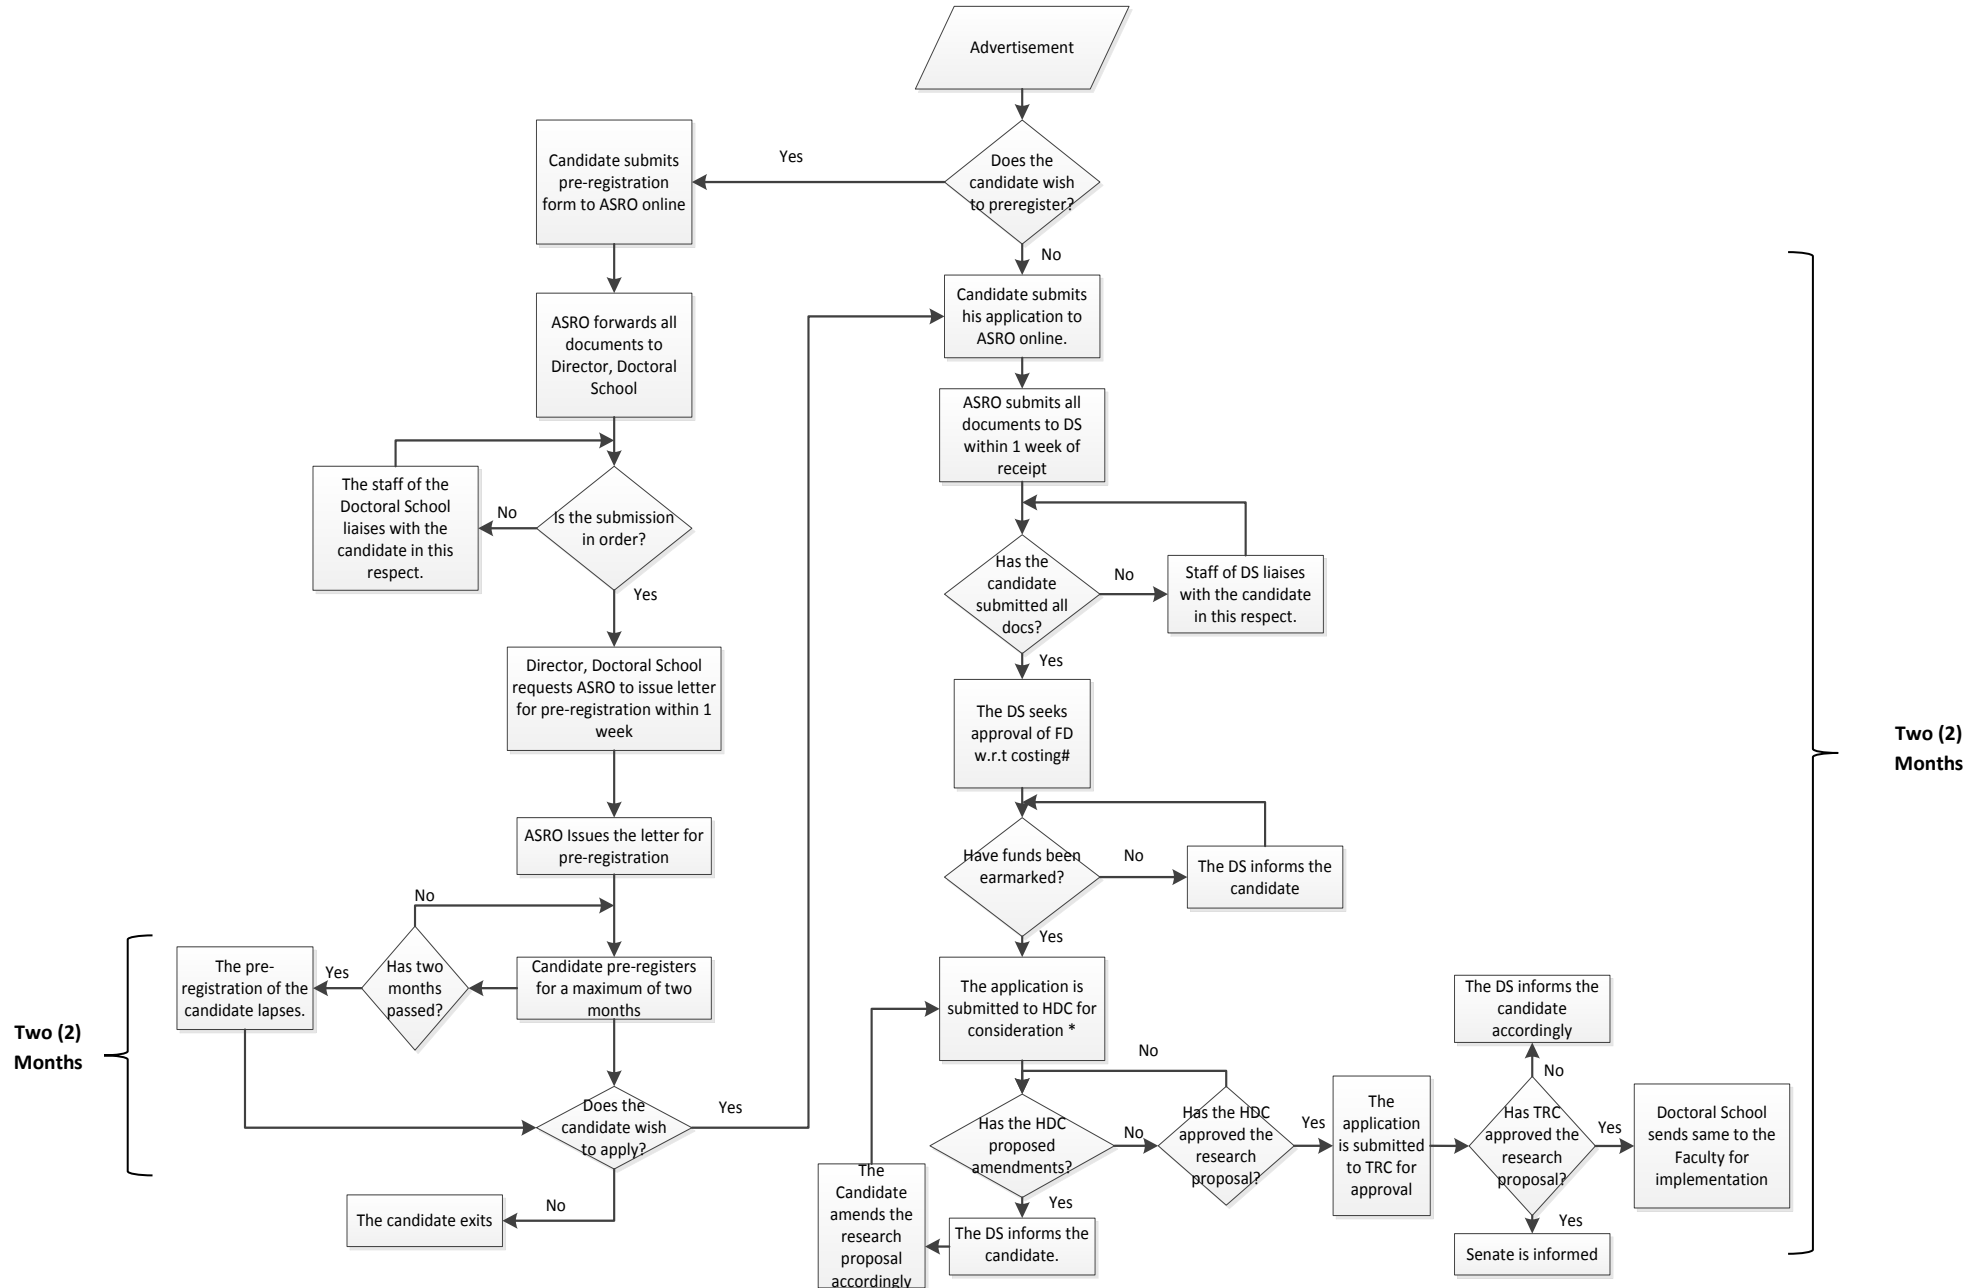 Advertisement
Does the
candidate wish
to preregister?
Yes
No
Candidate submits
pre-registration
form to ASRO online
ASRO forwards all
documents to
Director, Doctoral
School
Is the submission
in order?
No
The staff of the
Doctoral School
liaises with the
candidate in this
respect.
Yes
Director, Doctoral School
requests ASRO to issue letter
for pre-registration within 1
week
ASRO Issues the letter for
pre-registration
Candidate pre-registers
for a maximum of two
months
Has two
months
passed?
No
Yes
The pre-
registration of the
candidate lapses.
Two (2)
Months
Does the
candidate wish
to apply?
Yes
No
The candidate exits
Candidate submits
his application to
ASRO online.
ASRO submits all
documents to DS
within 1 week of
receipt
Has the
candidate
submitted all
docs?
No
Staff of DS liaises
with the candidate
in this respect.
Yes
The DS seeks
approval of FD
w.r.t costing#
Have funds been
earmarked?
No
The DS informs the
candidate
Yes
The application is
submitted to HDC for
consideration *
Has the HDC
proposed
amendments?
Yes
The DS informs the
candidate.
The
Candidate
amends the
research
proposal
accordingly
No
Has the HDC
approved the
research
proposal?
No
Yes
The
application
is submitted
to TRC for
approval
Has TRC
approved the
research
proposal?
No
The DS informs the
candidate
accordingly
Yes
Doctoral School
sends same to the
Faculty for
implementation
Yes
Senate is informed
Two (2)
Months